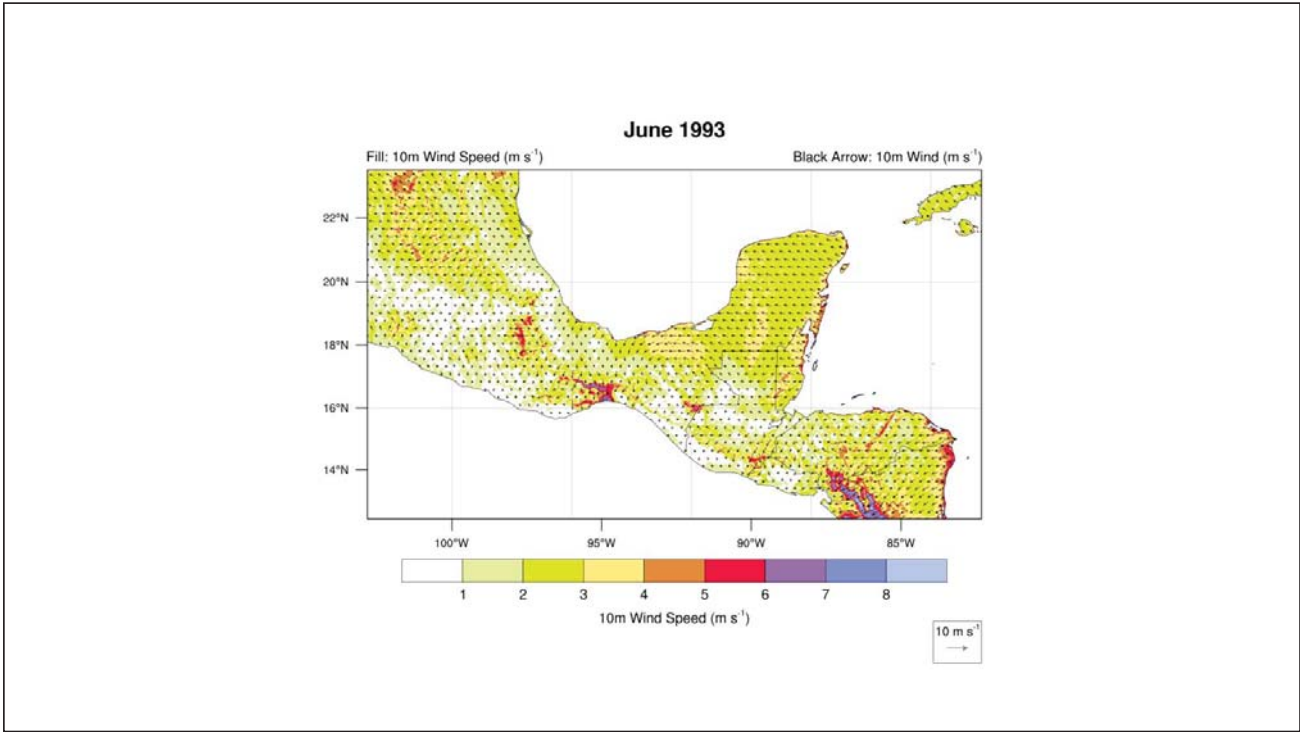 June 1993
Fill: 10m Wind Speed (m s⁻¹)
Black Arrow: 10m Wind (m s⁻¹)
22°N
20°N
18°N
16°N
14°N
100°W 95°W 90°W 85°W
1 2 3 4 5 6 7 8
10m Wind Speed (m s⁻¹)
10 m s⁻¹